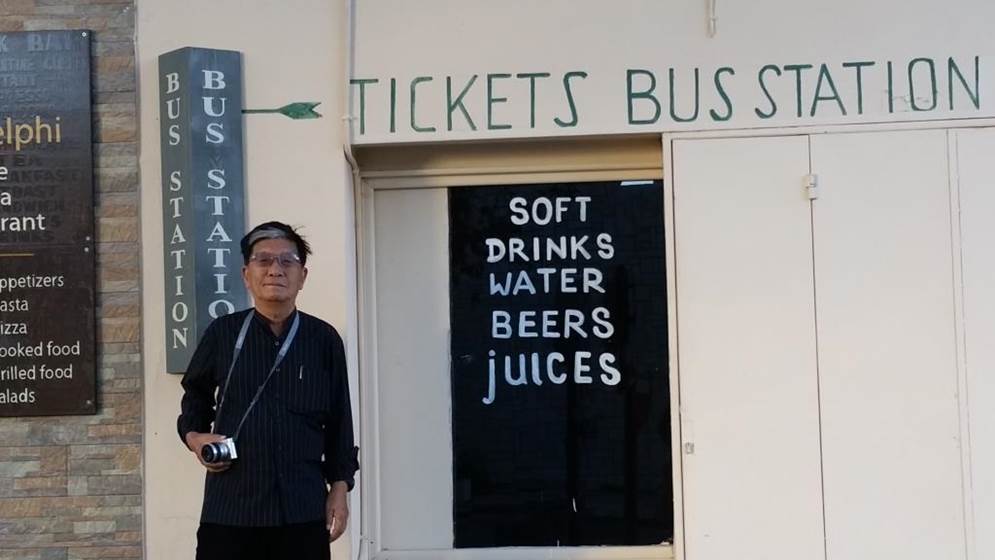 elphi
rant
ppetizers
asta
izza
ooked food
rilled food
alads
BUS STATION
BUS STATIO
TICKETS BUS STATION
SOFT
DRINKS
WATER
BEERS
jUICES